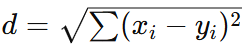 d = √∑(xᵢ − yᵢ)²